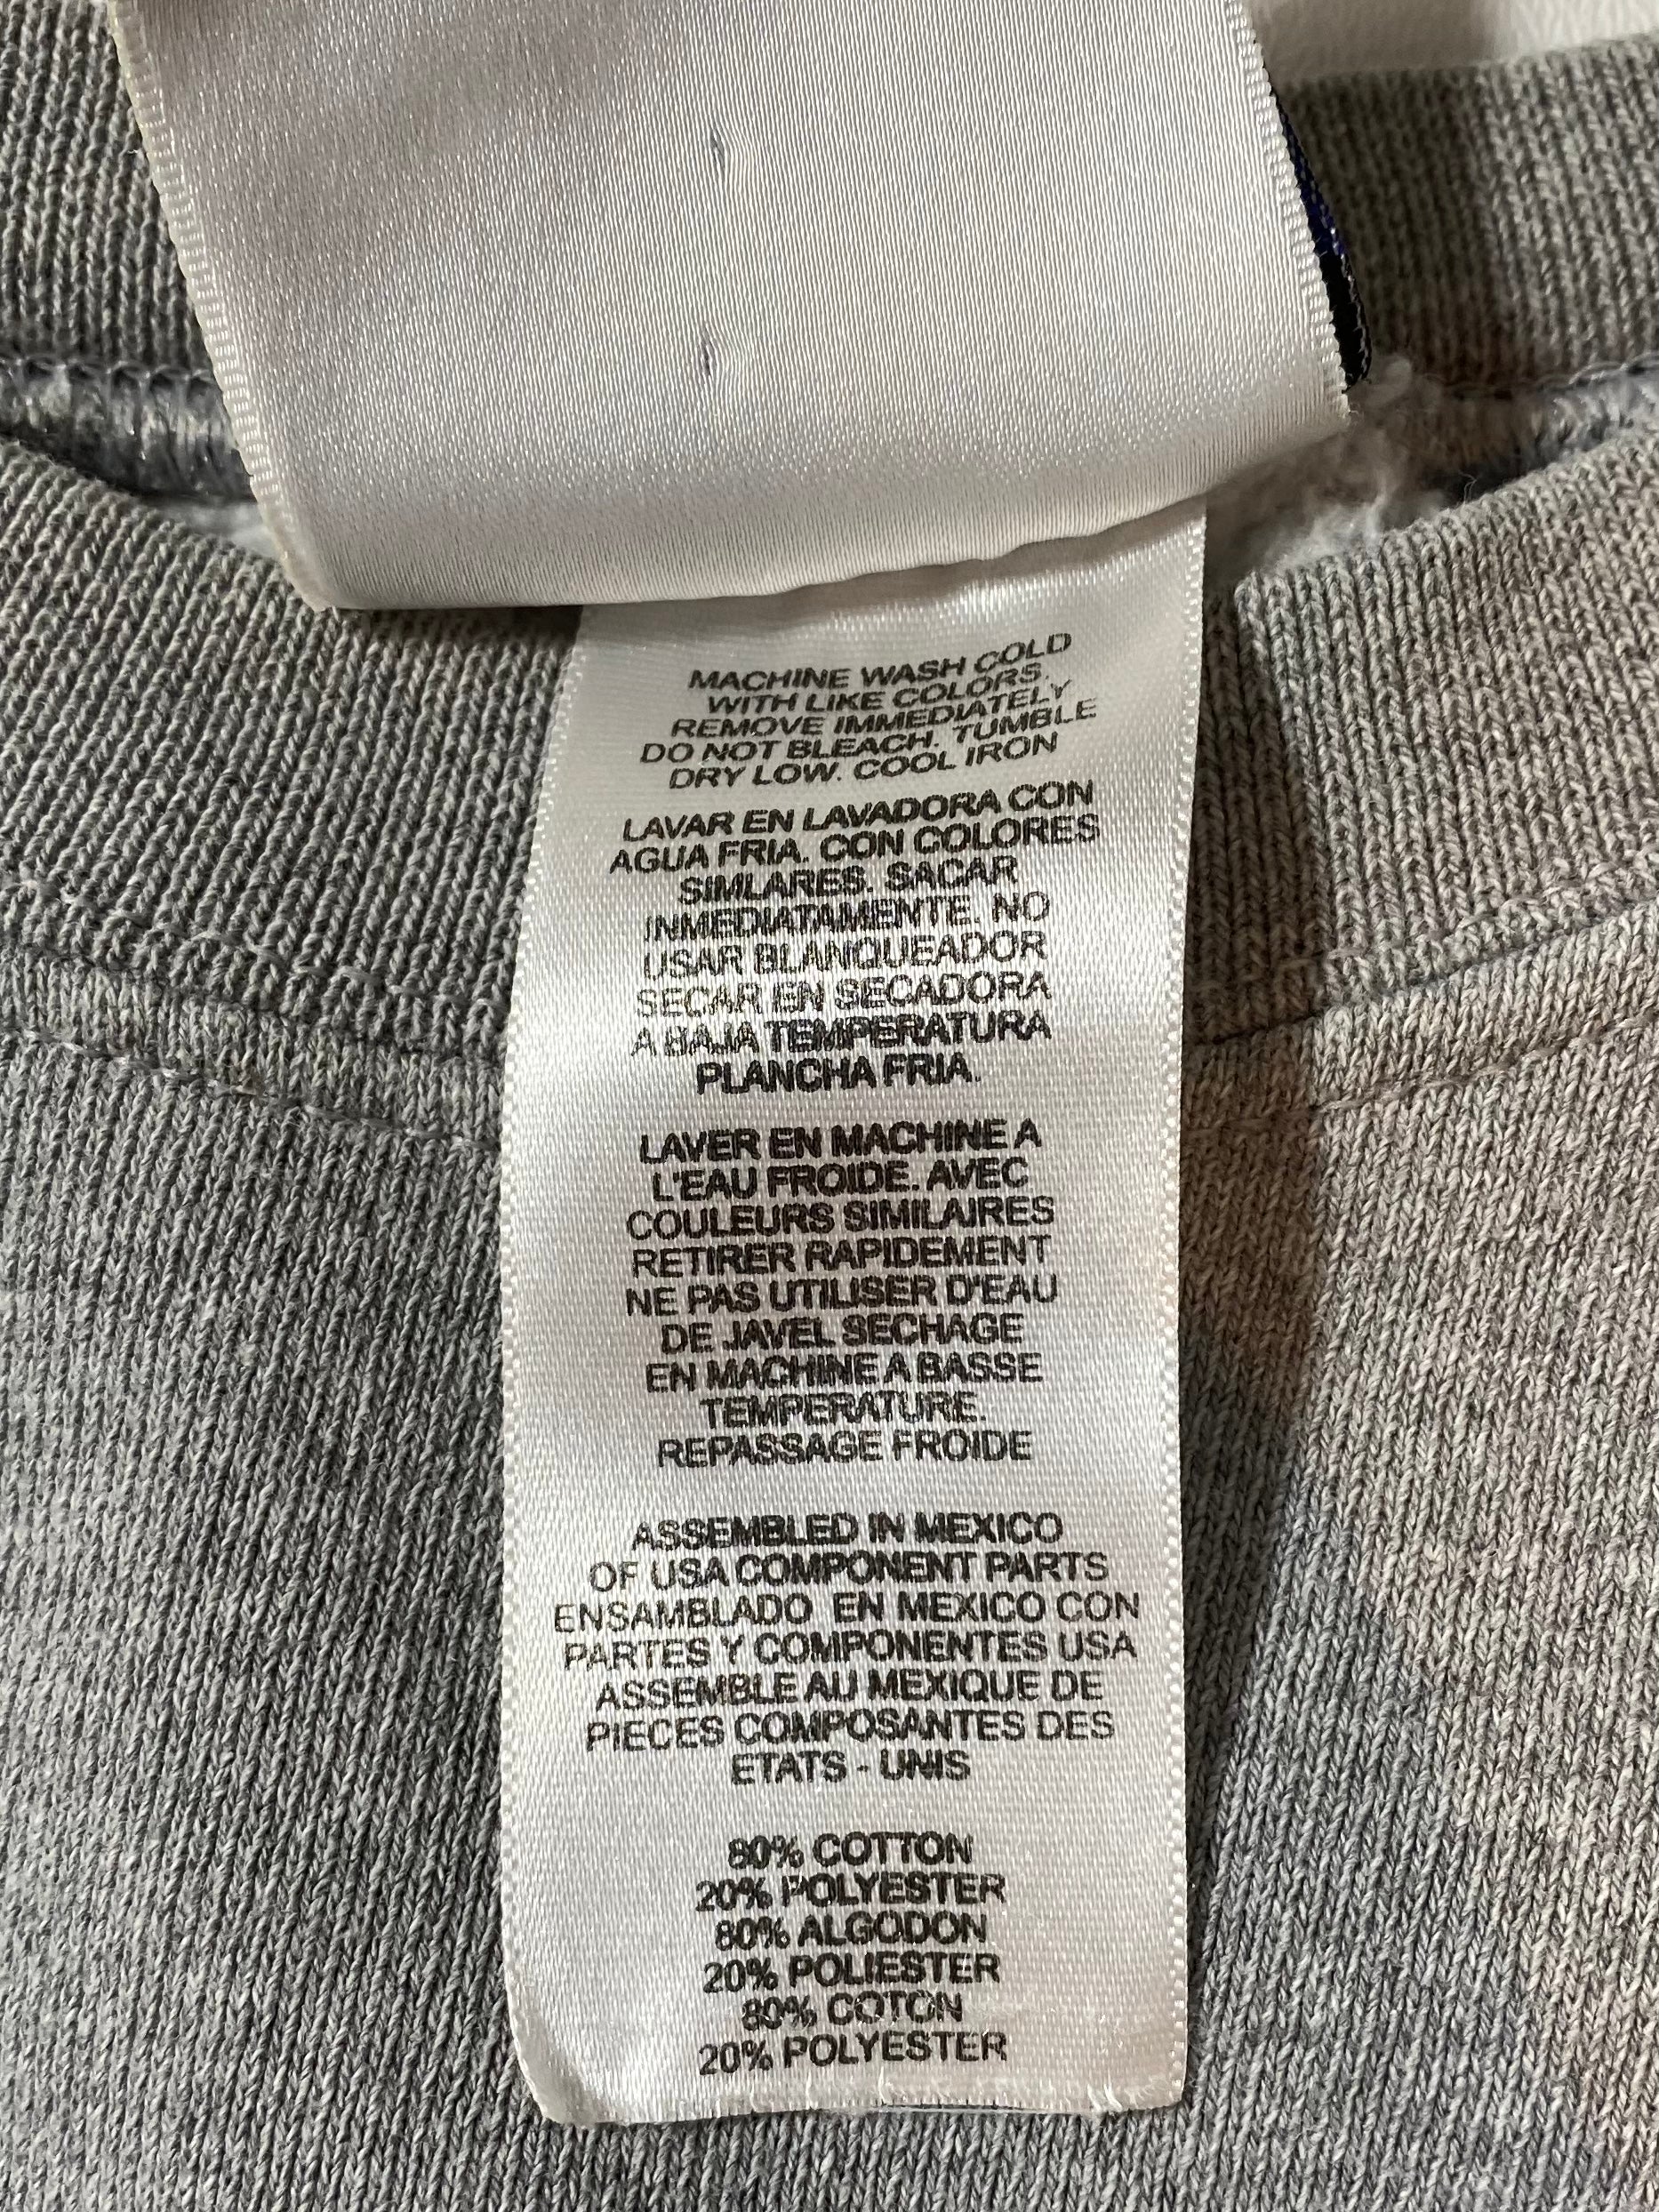 MACHINE WASH COLD
WITH LIKE COLORS.
REMOVE IMMEDIATELY
DO NOT BLEACH. TUMBLE
DRY LOW. COOL IRON
LAVAR EN LAVADORA CON
AGUA FRIA. CON COLORES
SIMLARES. SACAR
INMEDIATAMENTE. NO
USAR BLANQUEADOR
SECAR EN SECADORA
A BAJA TEMPERATURA
PLANCHA FRIA.
LAVER EN MACHINE A
L'EAU FROIDE. AVEC
COULEURS SIMILAIRES
RETIRER RAPIDEMENT
NE PAS UTILISER D'EAU
DE JAVEL SECHAGE
EN MACHINE A BASSE
TEMPERATURE.
REPASSAGE FROIDE
ASSEMBLED IN MEXICO
OF USA COMPONENT PARTS
ENSAMBLADO EN MEXICO CON
PARTES Y COMPONENTES USA
ASSEMBLE AU MEXIQUE DE
PIECES COMPOSANTES DES
ETATS - UNIS
80% COTTON
20% POLYESTER
80% ALGODON
20% POLIESTER
80% COTON
20% POLYESTER